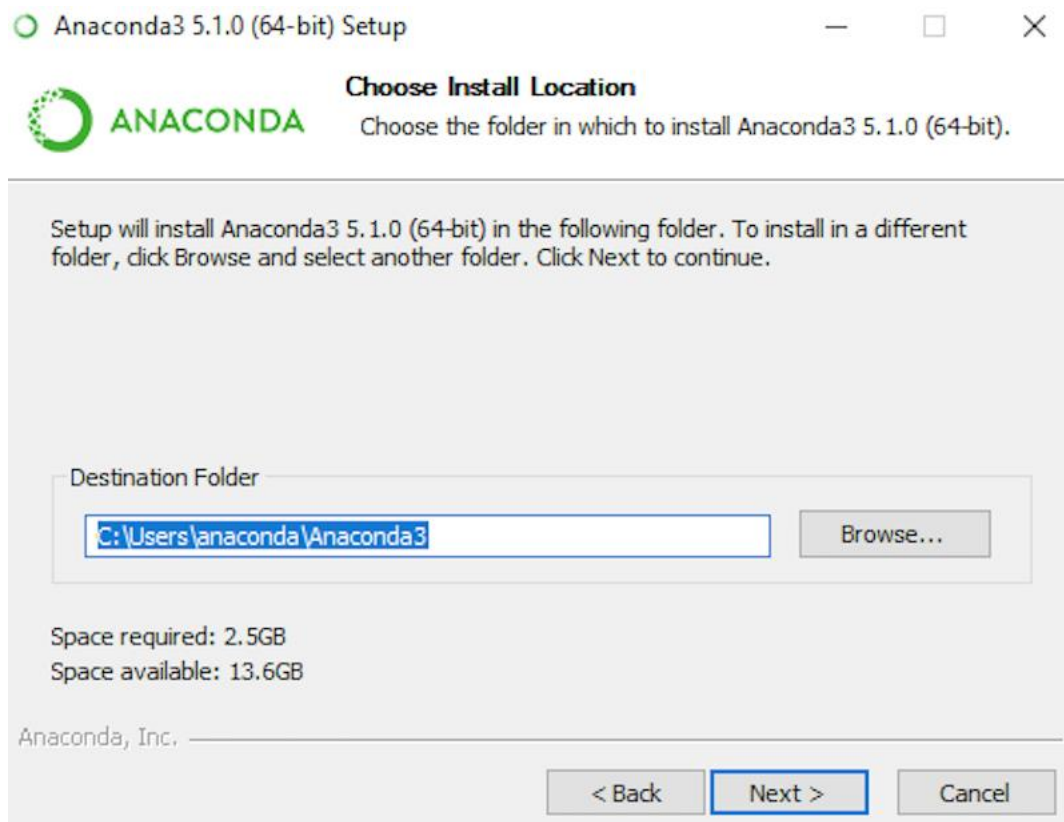 Anaconda3 5.1.0 (64-bit) Setup
Choose Install Location
ANACONDA
Choose the folder in which to install Anaconda3 5.1.0 (64-bit).
Setup will install Anaconda3 5.1.0 (64-bit) in the following folder. To install in a different
folder, click Browse and select another folder. Click Next to continue.
Destination Folder
C:\Users\anaconda\Anaconda3
Browse...
Space required: 2.5GB
Space available: 13.6GB
Anaconda, Inc.
< Back
Next >
Cancel